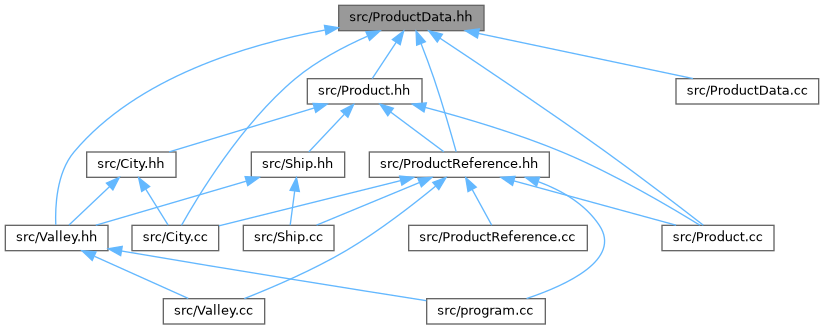 src/ProductData.hh
src/Product.hh
src/ProductData.cc
src/City.hh
src/Ship.hh
src/ProductReference.hh
src/Valley.hh
src/City.cc
src/Ship.cc
src/ProductReference.cc
src/Product.cc
src/Valley.cc
src/program.cc